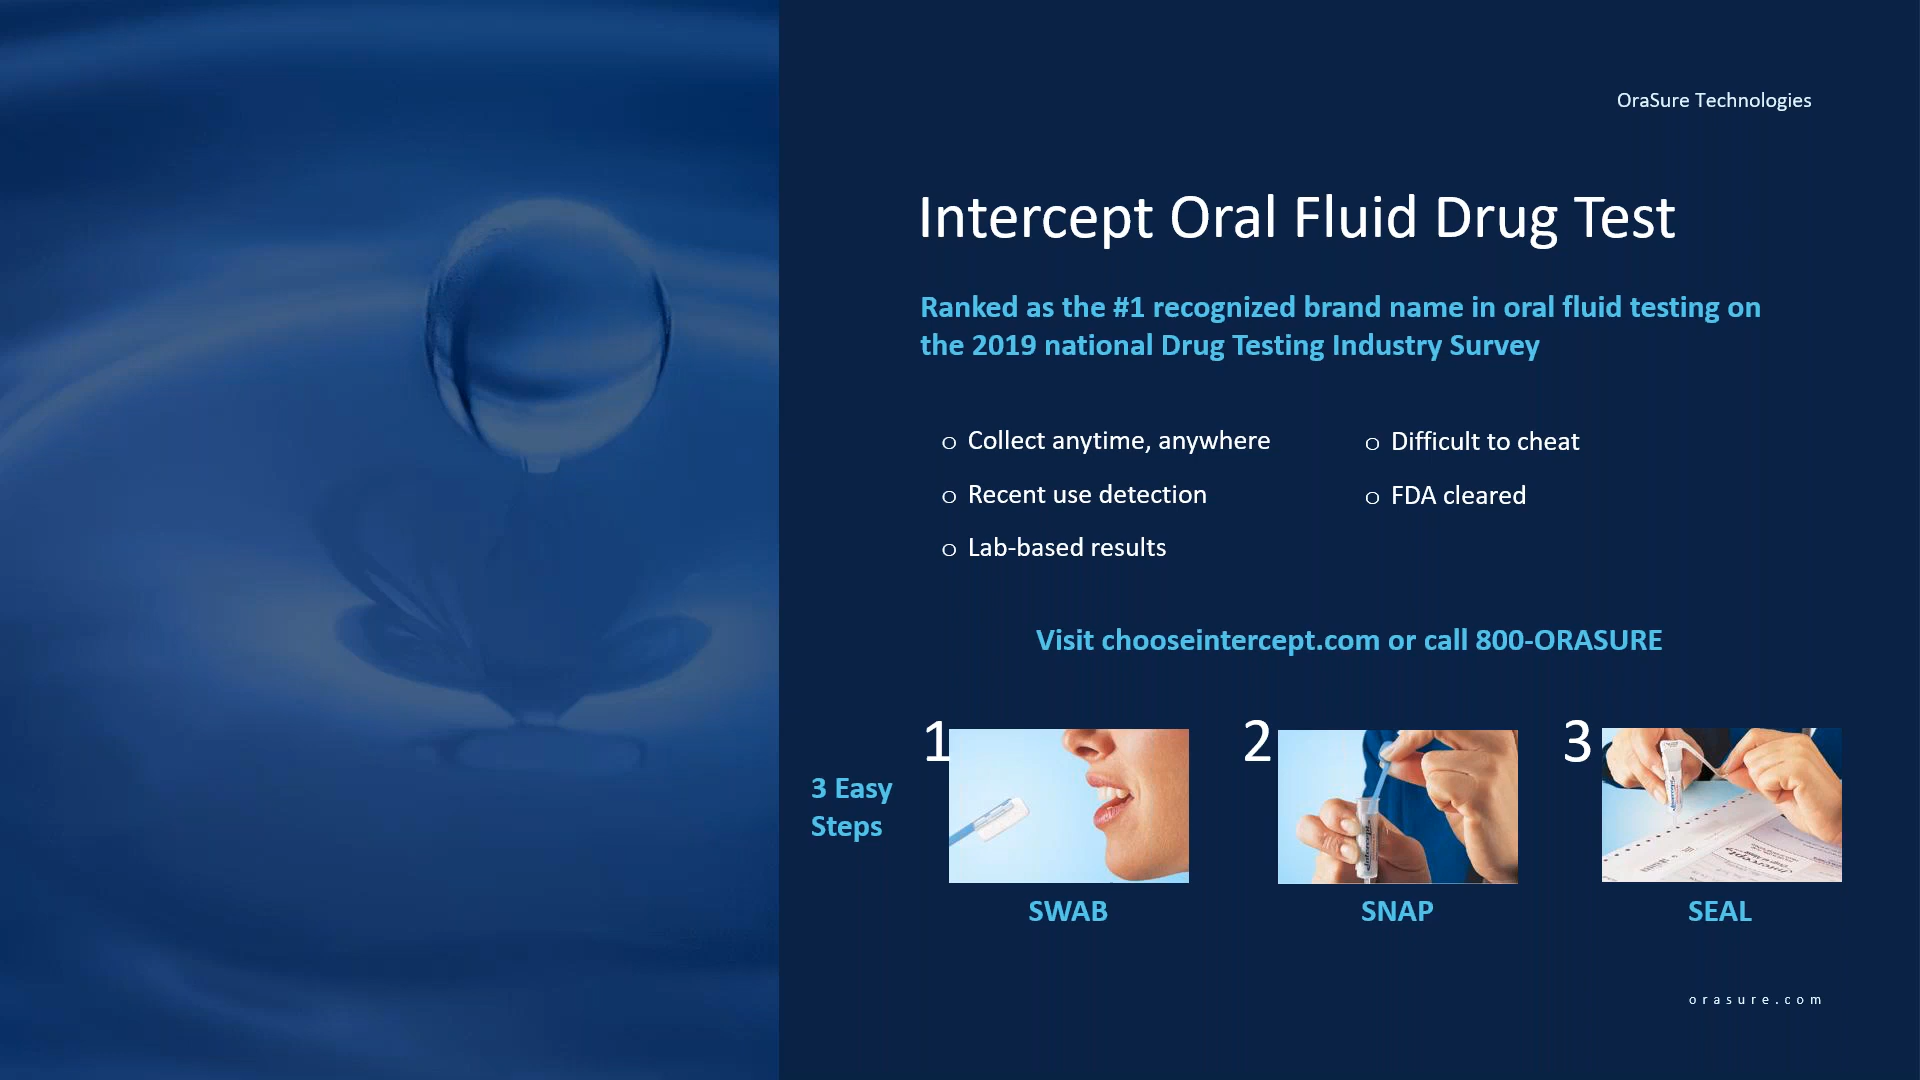 OraSure Technologies
Intercept Oral Fluid Drug Test
Ranked as the #1 recognized brand name in oral fluid testing on
the 2019 national Drug Testing Industry Survey
o Collect anytime, anywhere
o Recent use detection
o Lab-based results
o Difficult to cheat
o FDA cleared
Visit chooseintercept.com or call 800-ORASURE
3 Easy
Steps
1
SWAB
2
Intercept
SNAP
3
Intercept
Intercept
SEAL
orasure.com